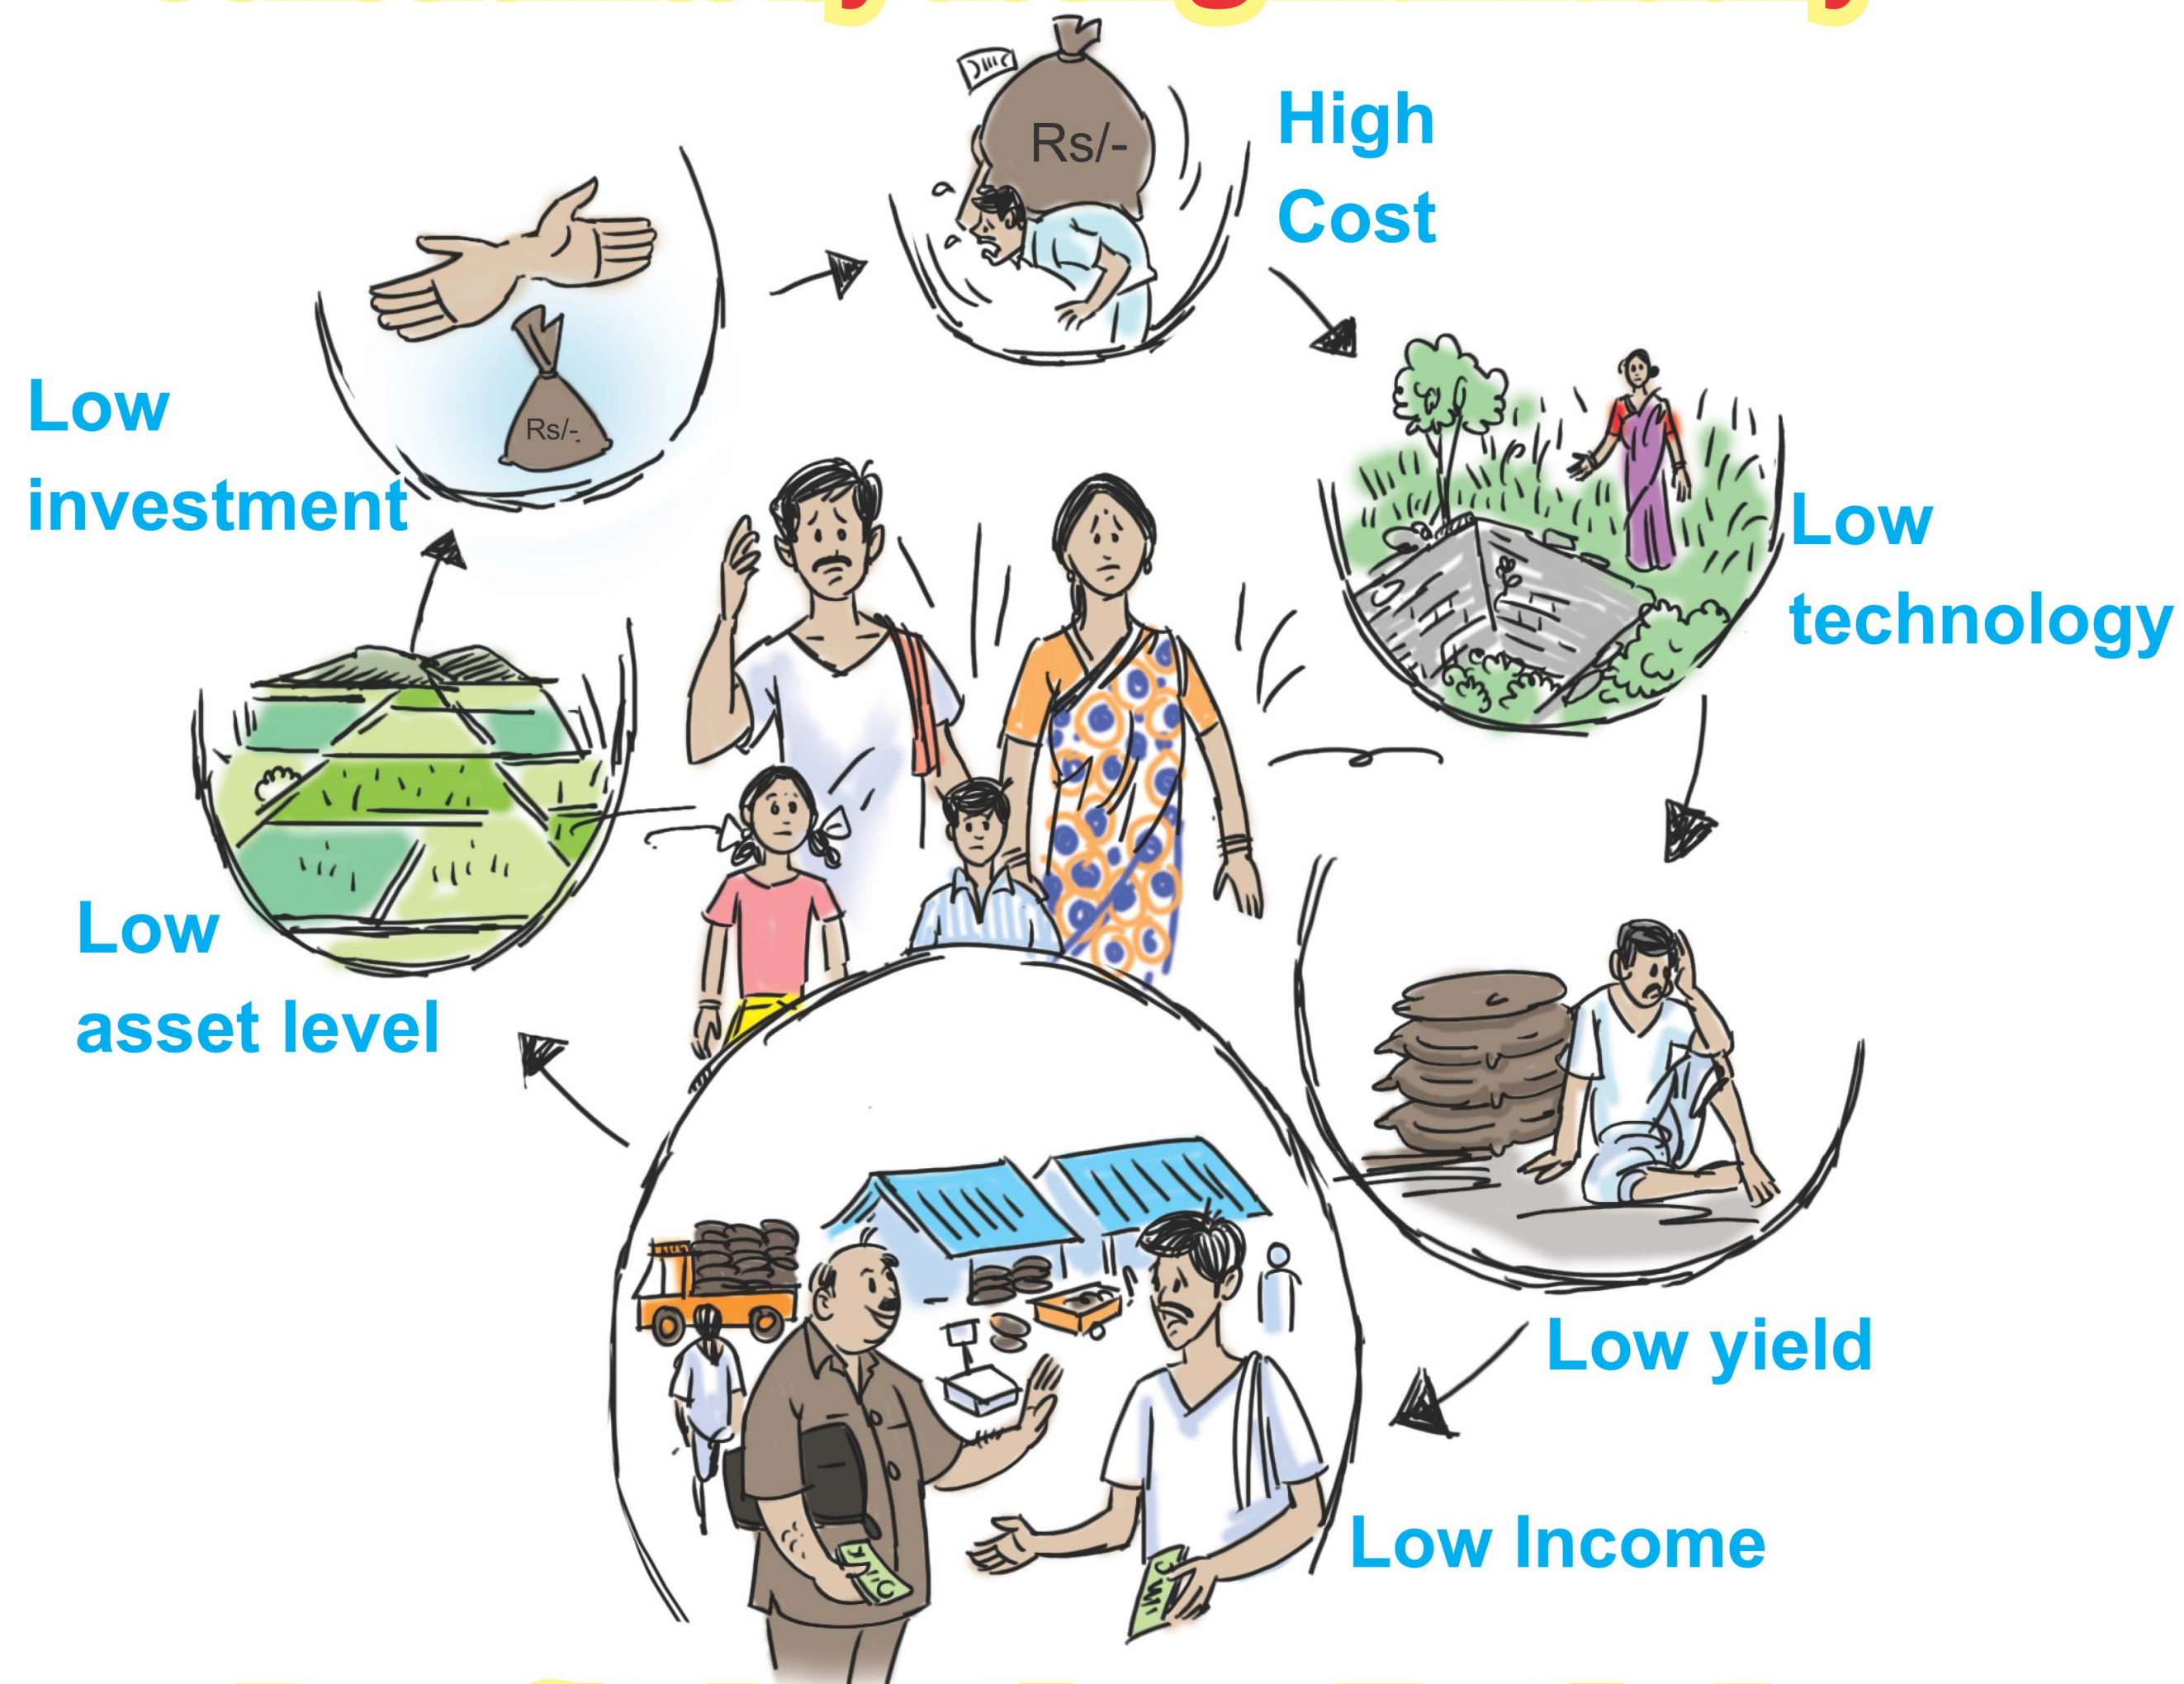 Rs/-
High
Cost
Low
investment
Rs/-
Low
technology
Low
asset level
Low yield
Low Income